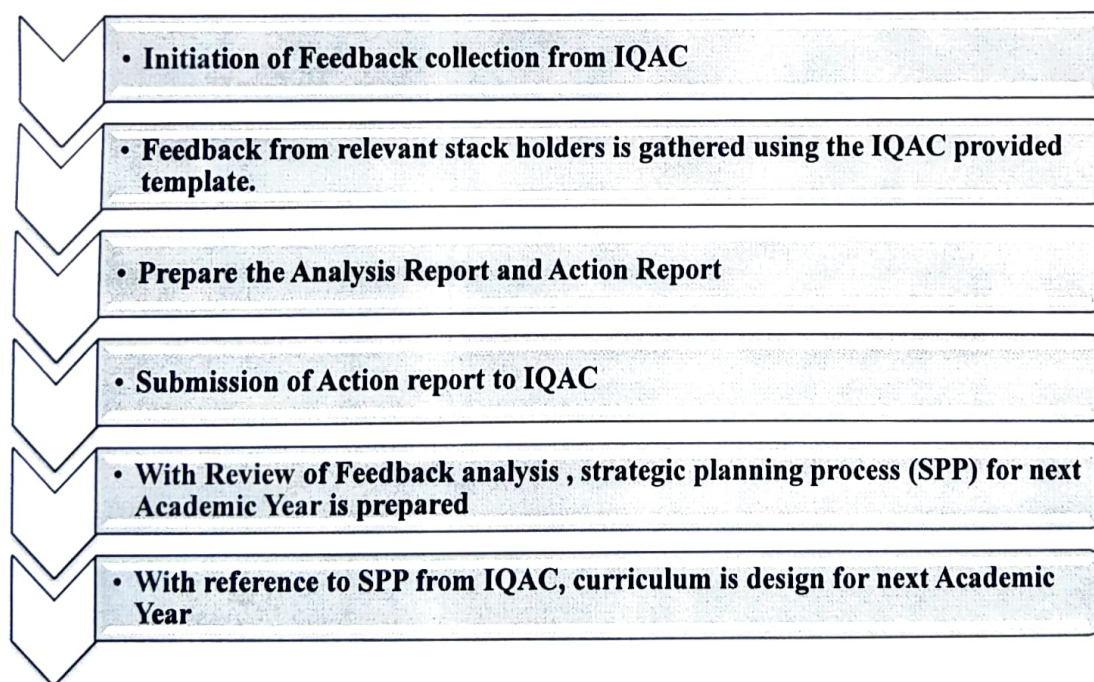 • Initiation of Feedback collection from IQAC
• Feedback from relevant stack holders is gathered using the IQAC provided
template.
• Prepare the Analysis Report and Action Report
• Submission of Action report to IQAC
• With Review of Feedback analysis , strategic planning process (SPP) for next
Academic Year is prepared
• With reference to SPP from IQAC, curriculum is design for next Academic
Year